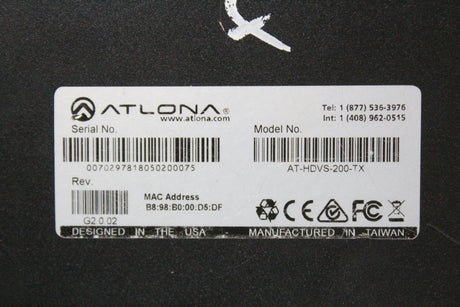 ATLONA®
www.atlona.com
Tel: 1 (877) 536-3976
Int: 1 (408) 962-0515
Serial No.
Model No.
0070297818050200075
AT-HDVS-200-TX
Rev.
G2.0.02
MAC Address
B8:98:B0:00:D5:DF
FC
DESIGNED IN THE USA
MANUFACTURED IN TAIWAN